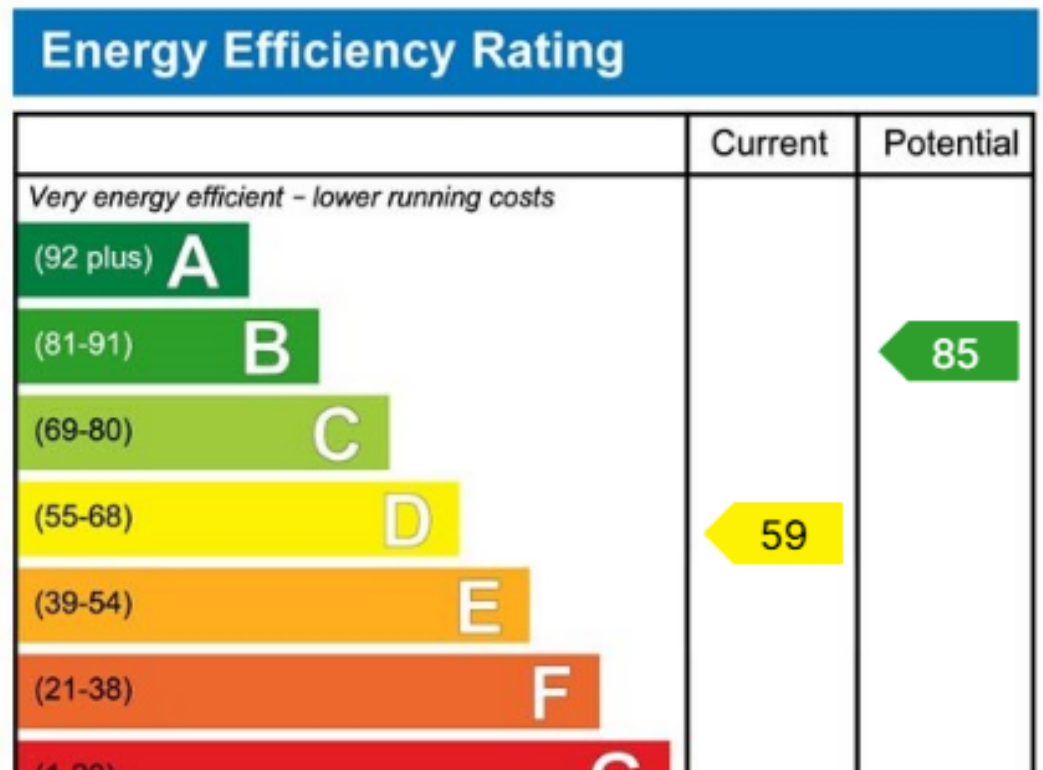 Energy Efficiency Rating
Current Potential
Very energy efficient – lower running costs
(92 plus) A
(81-91) B
85
(69-80) C
(55-68) D
59
(39-54) E
(21-38) F
G